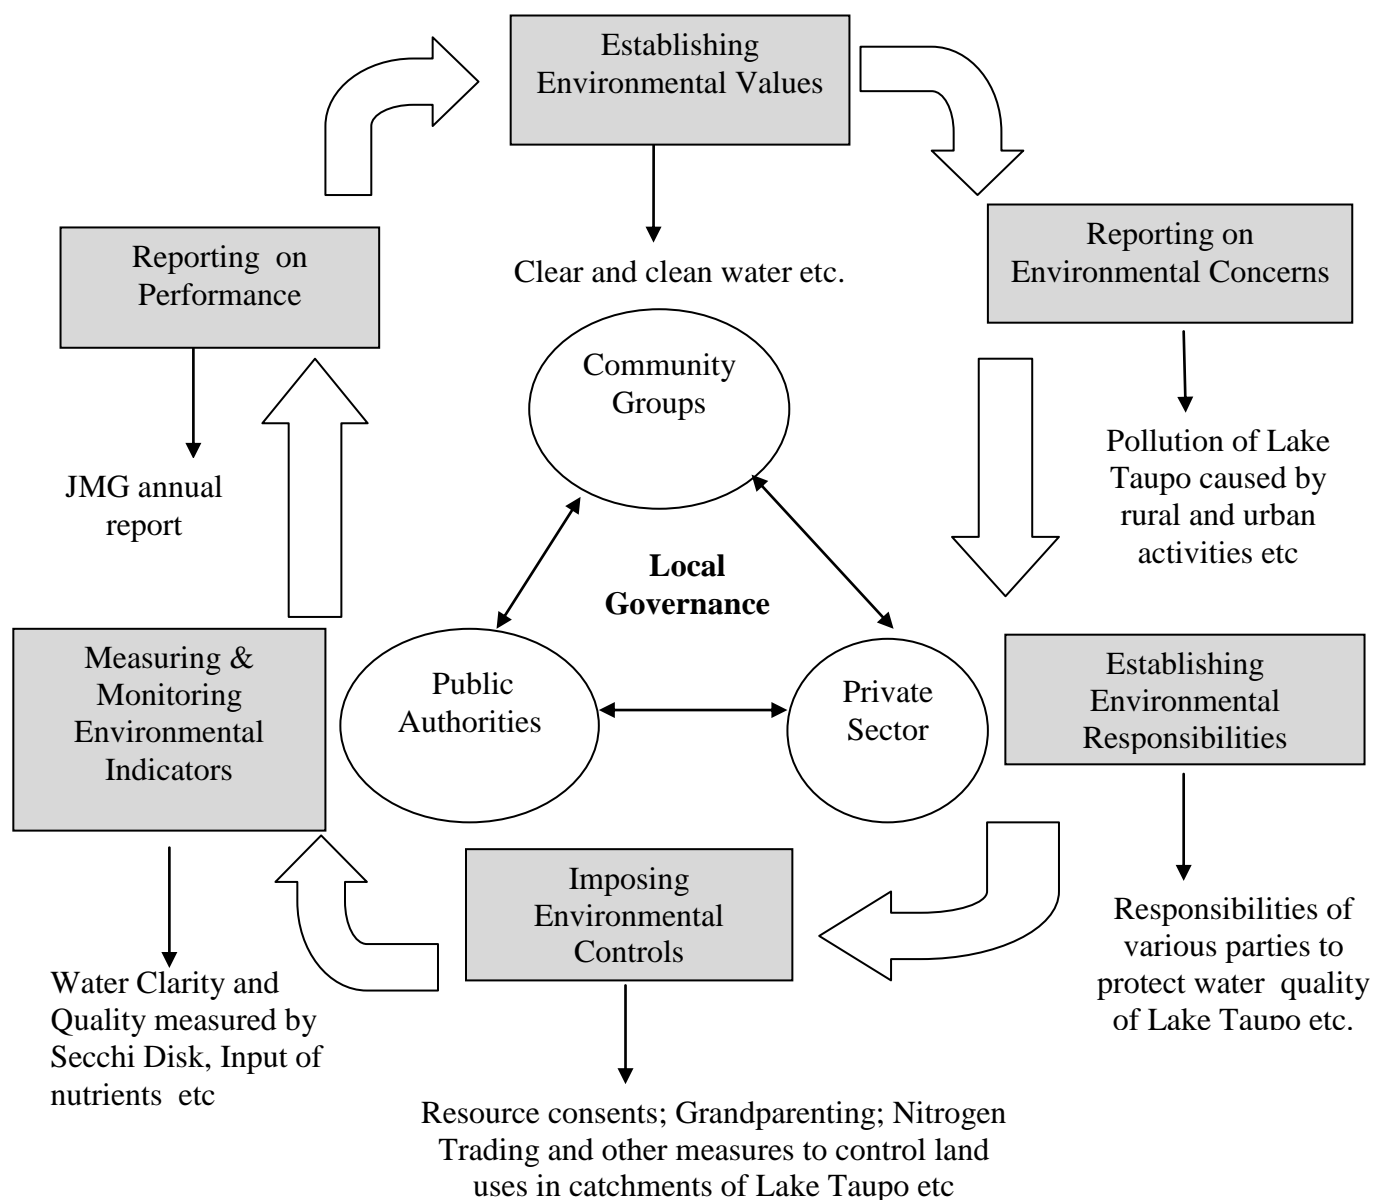 Establishing
Environmental Values
Reporting on
Environmental Concerns
Reporting on
Performance
Clear and clean water etc.
Community
Groups
Pollution of Lake
Taupo caused by
rural and urban
activities etc
JMG annual
report
Local
Governance
Measuring &
Monitoring
Environmental
Indicators
Public
Authorities
Private
Sector
Establishing
Environmental
Responsibilities
Imposing
Environmental
Controls
Responsibilities of
various parties to
protect water quality
of Lake Taupo etc.
Water Clarity and
Quality measured by
Secchi Disk, Input of
nutrients etc
Resource consents; Grandparenting; Nitrogen
Trading and other measures to control land
uses in catchments of Lake Taupo etc